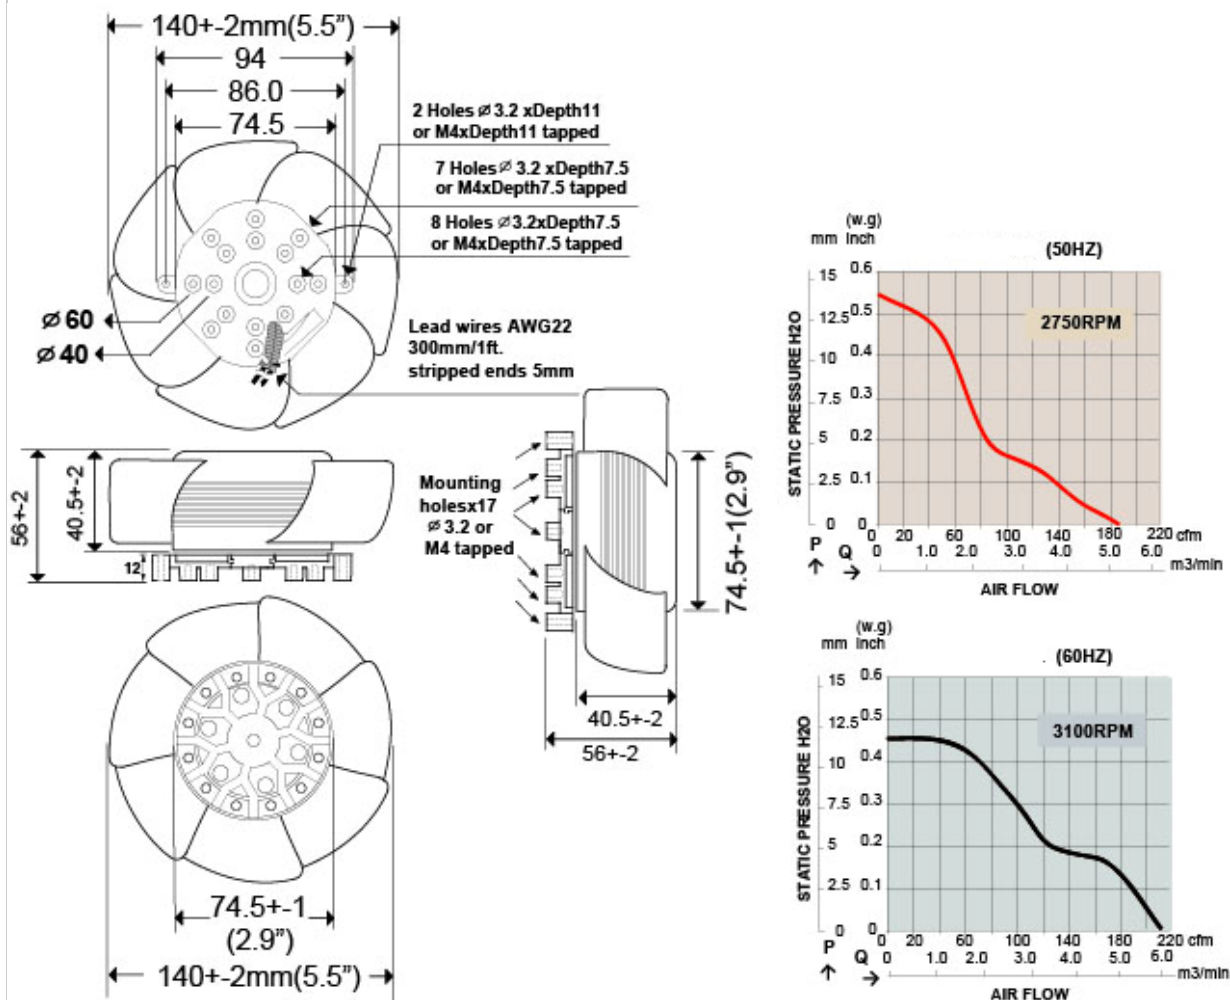 140+-2mm(5.5")
94
86.0
74.5
2 Holes ⌀ 3.2 xDepth11
or M4xDepth11 tapped
7 Holes ⌀ 3.2 xDepth7.5
or M4xDepth7.5 tapped
8 Holes ⌀3.2xDepth7.5
or M4xDepth7.5 tapped
⌀ 60
⌀ 40
Lead wires AWG22
300mm/1ft.
stripped ends 5mm
56+-2
40.5+-2
12
Mounting
holesx17
⌀ 3.2 or
M4 tapped
74.5+-1(2.9")
40.5+-2
56+-2
74.5+-1
(2.9")
140+-2mm(5.5")
(w.g)
mm Inch
(50HZ)
2750RPM
STATIC PRESSURE H2O
15 0.6
12.5 0.5
10 0.4
7.5 0.3
5 0.2
2.5 0.1
0 0
0 20 60 100 140 180 220 cfm
P Q
0 1.0 2.0 3.0 4.0 5.0 6.0
m3/min
AIR FLOW
(w.g)
mm Inch
. (60HZ)
3100RPM
STATIC PRESSURE H2O
15 0.6
12.5 0.5
10 0.4
7.5 0.3
5 0.2
2.5 0.1
0 0
0 20 60 100 140 180 220 cfm
P Q
0 1.0 2.0 3.0 4.0 5.0 6.0
m3/min
AIR FLOW